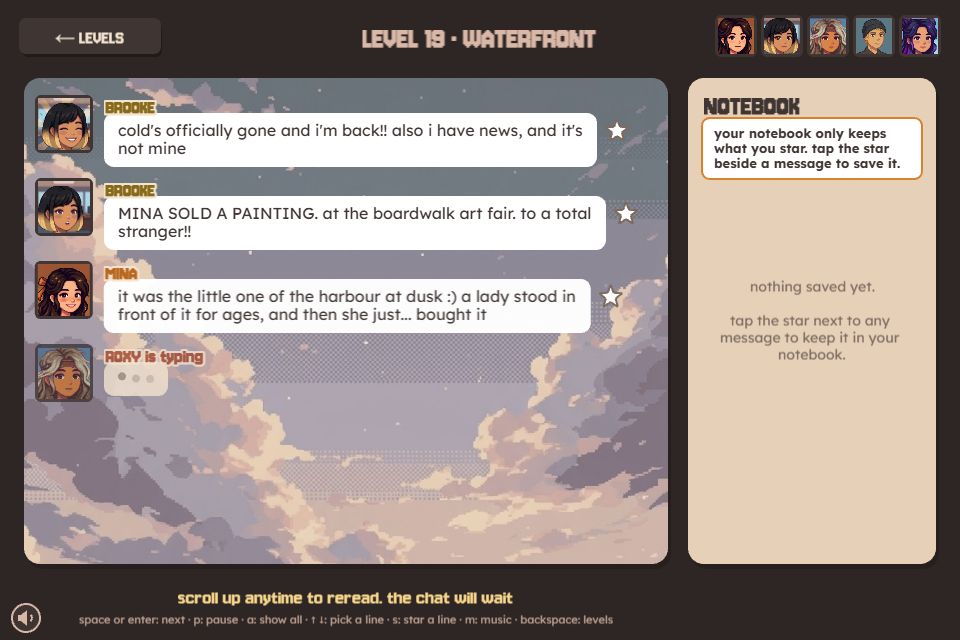 ← LEVELS
LEVEL 19 · WATERFRONT
BROOKE
cold's officially gone and i'm back!! also i have news, and it's
not mine
BROOKE
MINA SOLD A PAINTING. at the boardwalk art fair. to a total
stranger!!
MINA
it was the little one of the harbour at dusk :) a lady stood in
front of it for ages, and then she just... bought it
ROXY is typing
NOTEBOOK
your notebook only keeps
what you star. tap the star
beside a message to save it.
nothing saved yet.
tap the star next to any
message to keep it in your
notebook.
scroll up anytime to reread. the chat will wait
space or enter: next · p: pause · a: show all · ↑ ↓: pick a line · s: star a line · m: music · backspace: levels